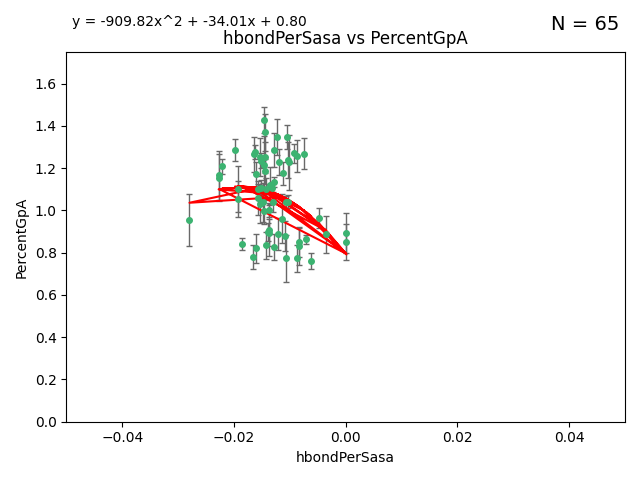 y = -909.82x^2 + -34.01x + 0.80
N = 65
hbondPerSasa vs PercentGpA
1.6
1.4
1.2
1.0
0.8
0.6
0.4
0.2
0.0
PercentGpA
−0.04
−0.02
0.00
0.02
0.04
hbondPerSasa